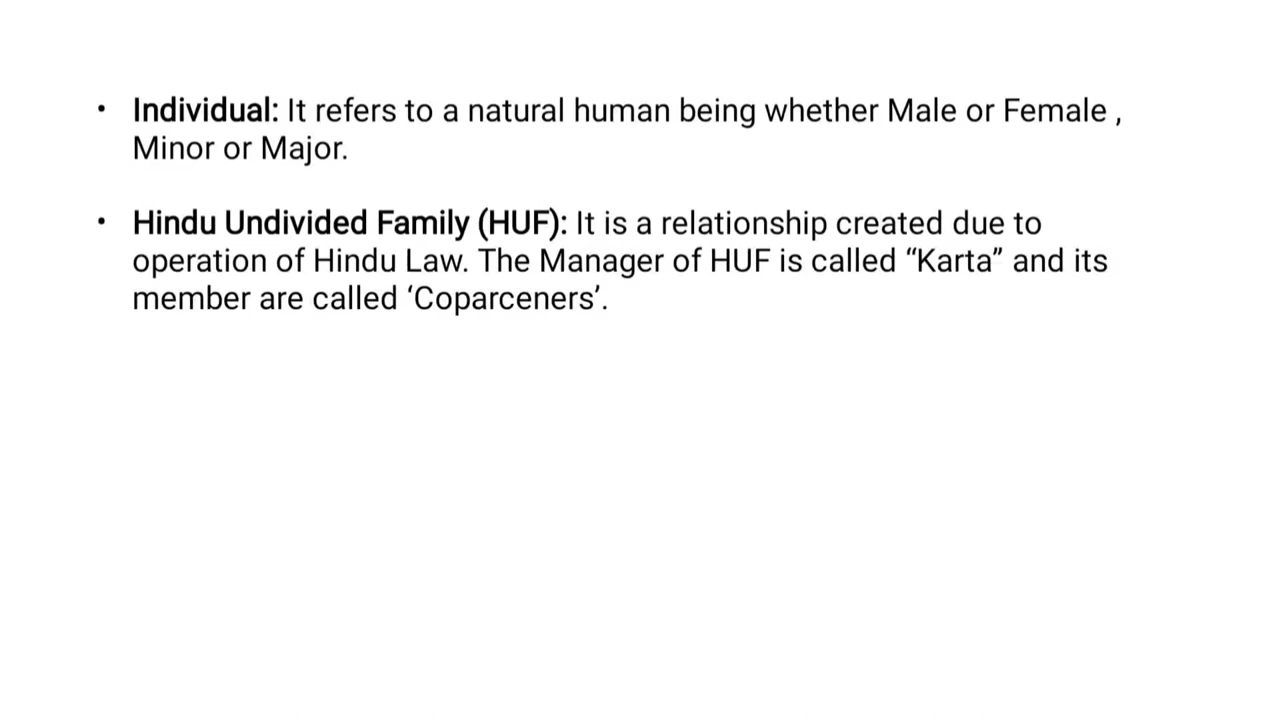 • Individual: It refers to a natural human being whether Male or Female ,
Minor or Major.
• Hindu Undivided Family (HUF): It is a relationship created due to
operation of Hindu Law. The Manager of HUF is called “Karta” and its
member are called ‘Coparceners’.